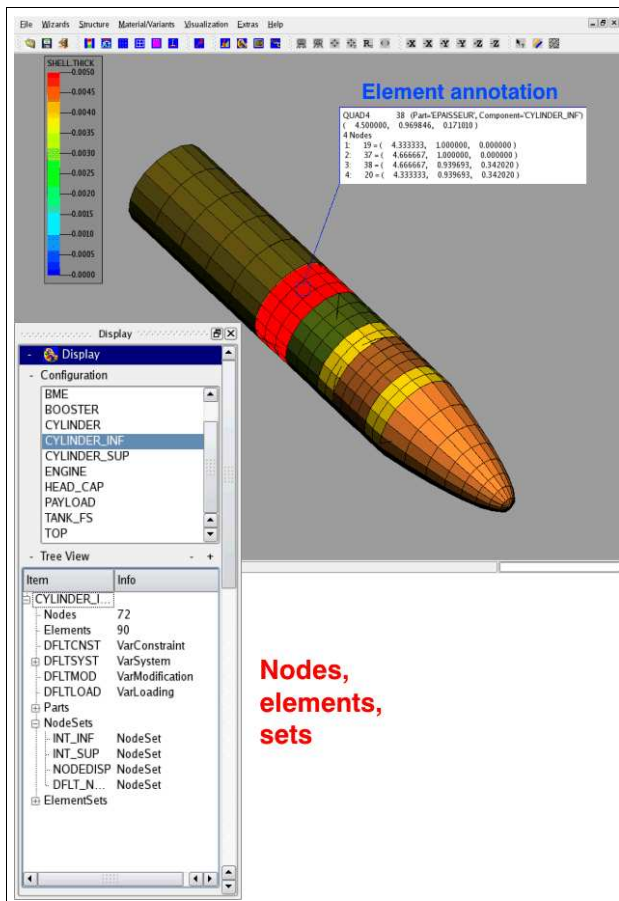 File Wizards Structure Material/Variants Visualization Extras Help
SHELL.THICK
0.0050
0.0045
0.0040
0.0035
0.0030
0.0025
0.0020
0.0015
0.0010
0.0005
0.0000
Element annotation
QUAD4 38 (Part='EPAISSEUR', Component='CYLINDER_INF')
( 4.500000, 0.969846, 0.171010 )
4 Nodes
1: 19 = ( 4.333333, 1.000000, 0.000000 )
2: 37 = ( 4.666667, 1.000000, 0.000000 )
3: 38 = ( 4.666667, 0.939693, 0.342020 )
4: 20 = ( 4.333333, 0.939693, 0.342020 )
Display
- Display
- Configuration
BME
BOOSTER
CYLINDER
CYLINDER_INF
CYLINDER_SUP
ENGINE
HEAD_CAP
PAYLOAD
TANK_FS
TOP
- Tree View - +
Item Info
CYLINDER_I...
Nodes 72
Elements 90
DFLTCNST VarConstraint
DFLTSYST VarSystem
DFLTMOD VarModification
DFLTLOAD VarLoading
Parts
NodeSets
INT_INF NodeSet
INT_SUP NodeSet
NODEDISP NodeSet
DFLT_N... NodeSet
ElementSets
Nodes,
elements,
sets